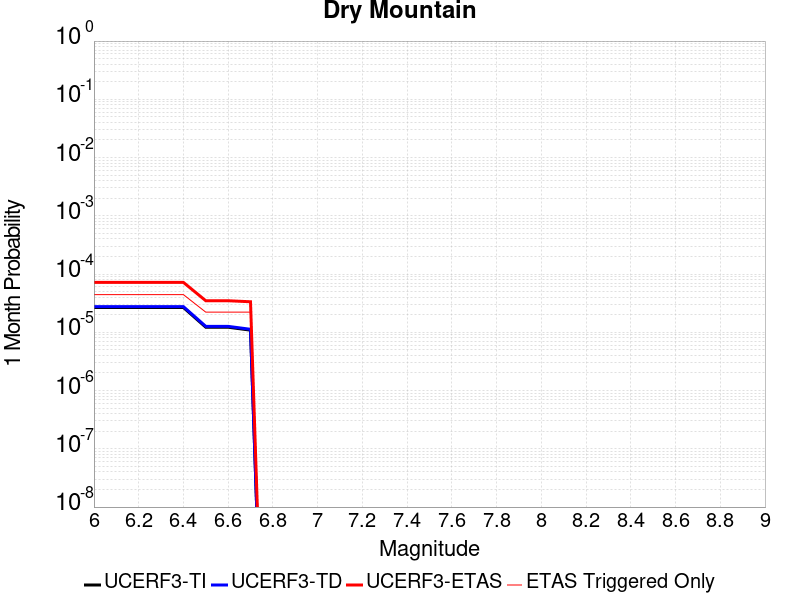 Dry Mountain
1 Month Probability
10^0
10^-1
10^-2
10^-3
10^-4
10^-5
10^-6
10^-7
10^-8
6 6.2 6.4 6.6 6.8 7 7.2 7.4 7.6 7.8 8 8.2 8.4 8.6 8.8 9
Magnitude
UCERF3-TI UCERF3-TD UCERF3-ETAS ETAS Triggered Only